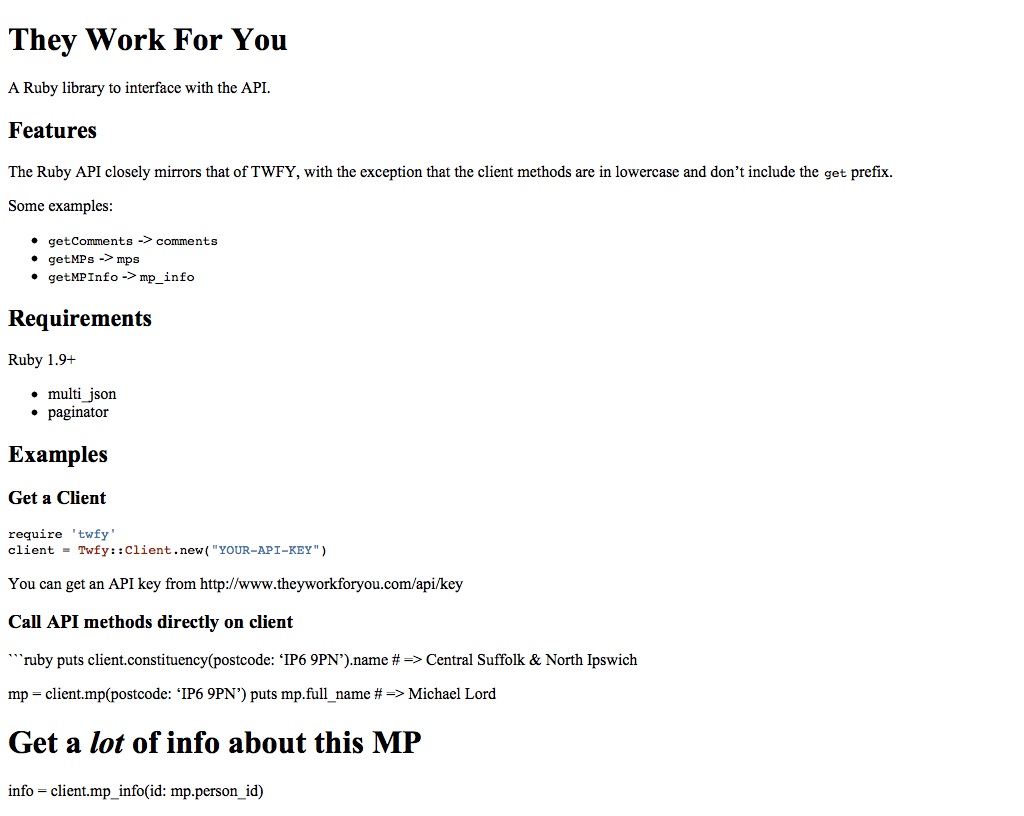 They Work For You
A Ruby library to interface with the API.
Features
The Ruby API closely mirrors that of TWFY, with the exception that the client methods are in lowercase and don’t include the get prefix.
Some examples:
• getComments -> comments
• getMPs -> mps
• getMPInfo -> mp_info
Requirements
Ruby 1.9+
• multi_json
• paginator
Examples
Get a Client
require 'twfy'
client = Twfy::Client.new("YOUR-API-KEY")
You can get an API key from http://www.theyworkforyou.com/api/key
Call API methods directly on client
```ruby puts client.constituency(postcode: ‘IP6 9PN’).name # => Central Suffolk & North Ipswich
mp = client.mp(postcode: ‘IP6 9PN’) puts mp.full_name # => Michael Lord
Get a lot of info about this MP
info = client.mp_info(id: mp.person_id)